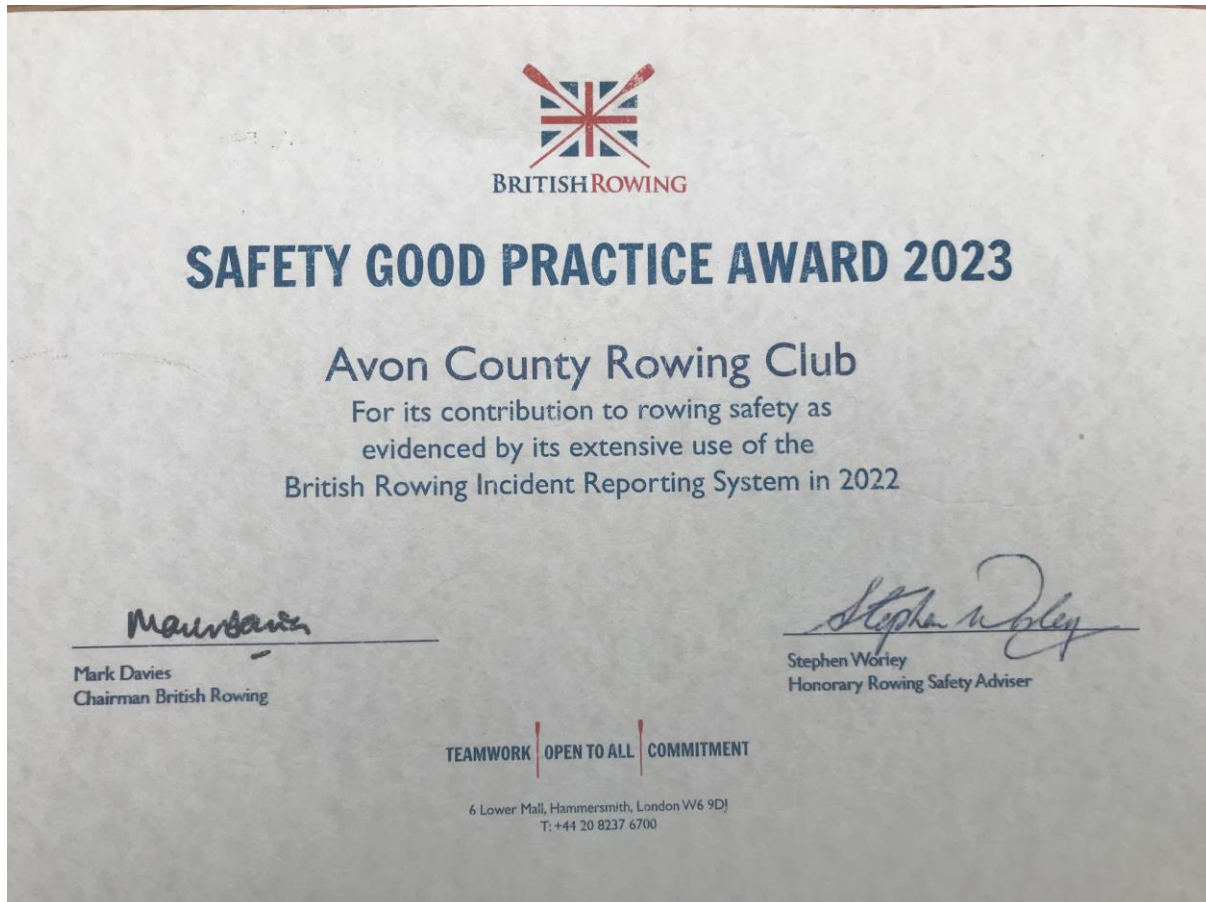 BRITISH ROWING
SAFETY GOOD PRACTICE AWARD 2023
Avon County Rowing Club
For its contribution to rowing safety as
evidenced by its extensive use of the
British Rowing Incident Reporting System in 2022
Stephen Worley
Mark Davies
Chairman British Rowing
Stephen Worley
Honorary Rowing Safety Adviser
TEAMWORK OPEN TO ALL COMMITMENT
6 Lower Mall, Hammersmith, London W6 9DJ
T: +44 20 8237 6700